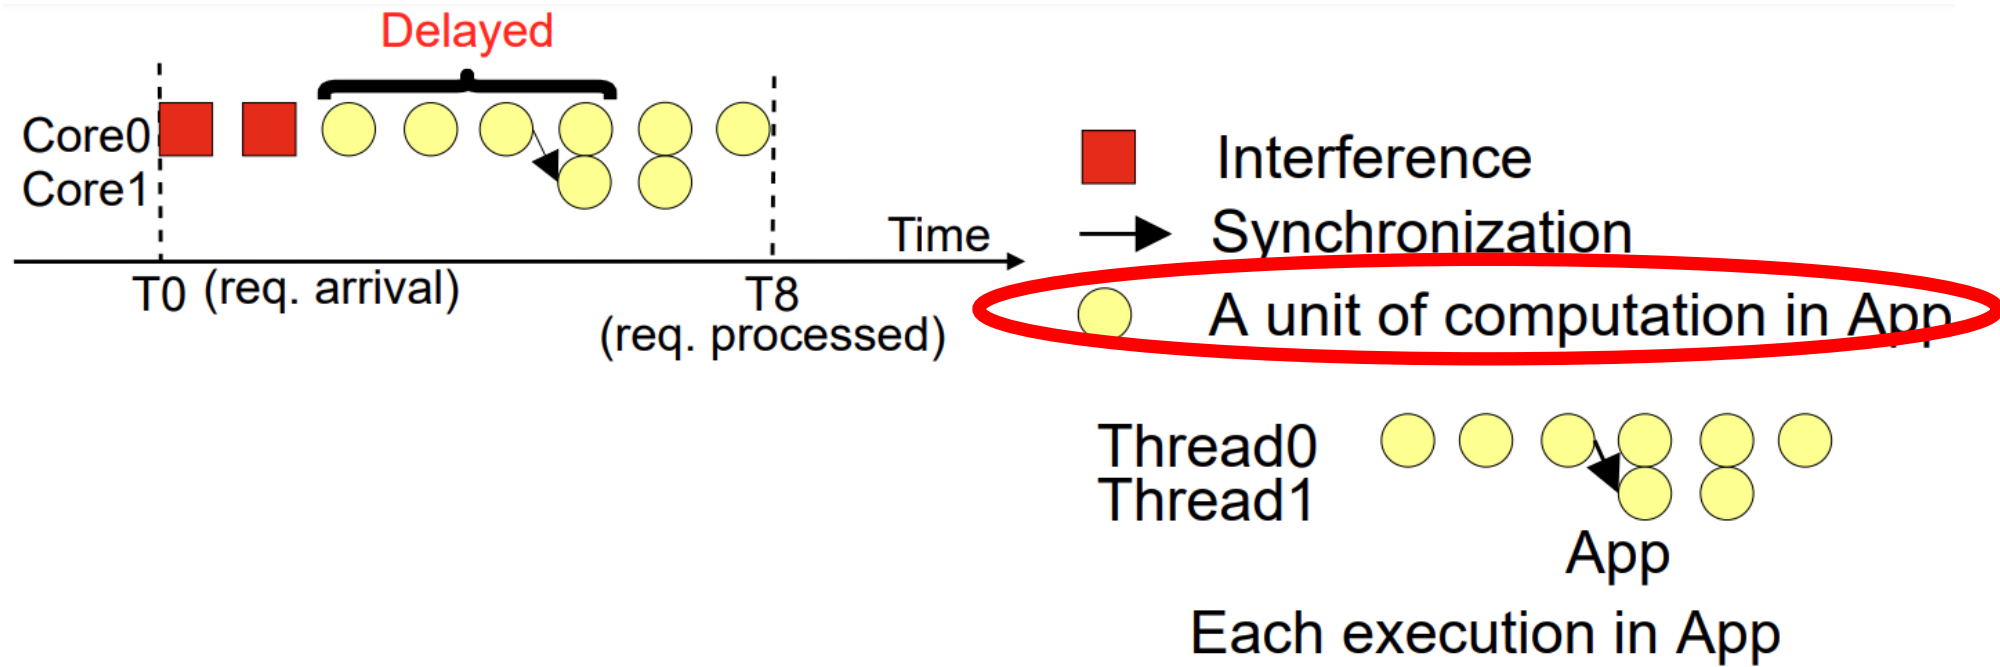 Delayed
Core0
Core1
Time
T0 (req. arrival)
T8
(req. processed)
Interference
Synchronization
A unit of computation in App
Thread0
Thread1
App
Each execution in App